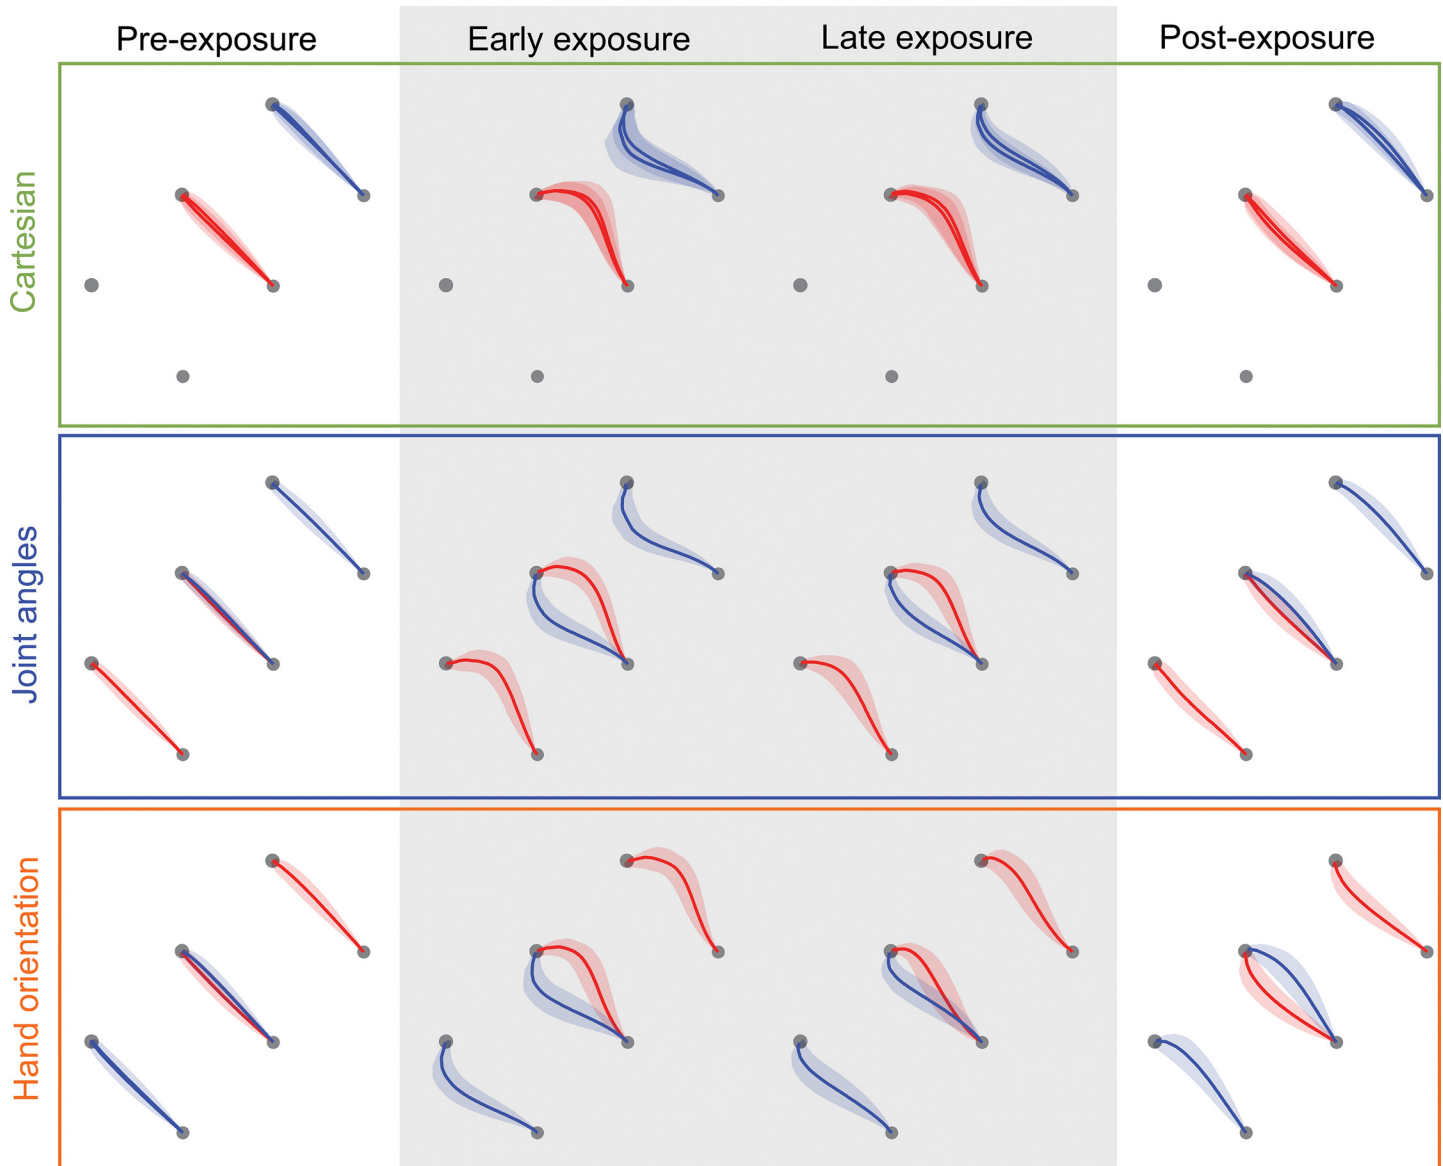 Pre-exposure
Early exposure
Late exposure
Post-exposure
Cartesian
Joint angles
Hand orientation